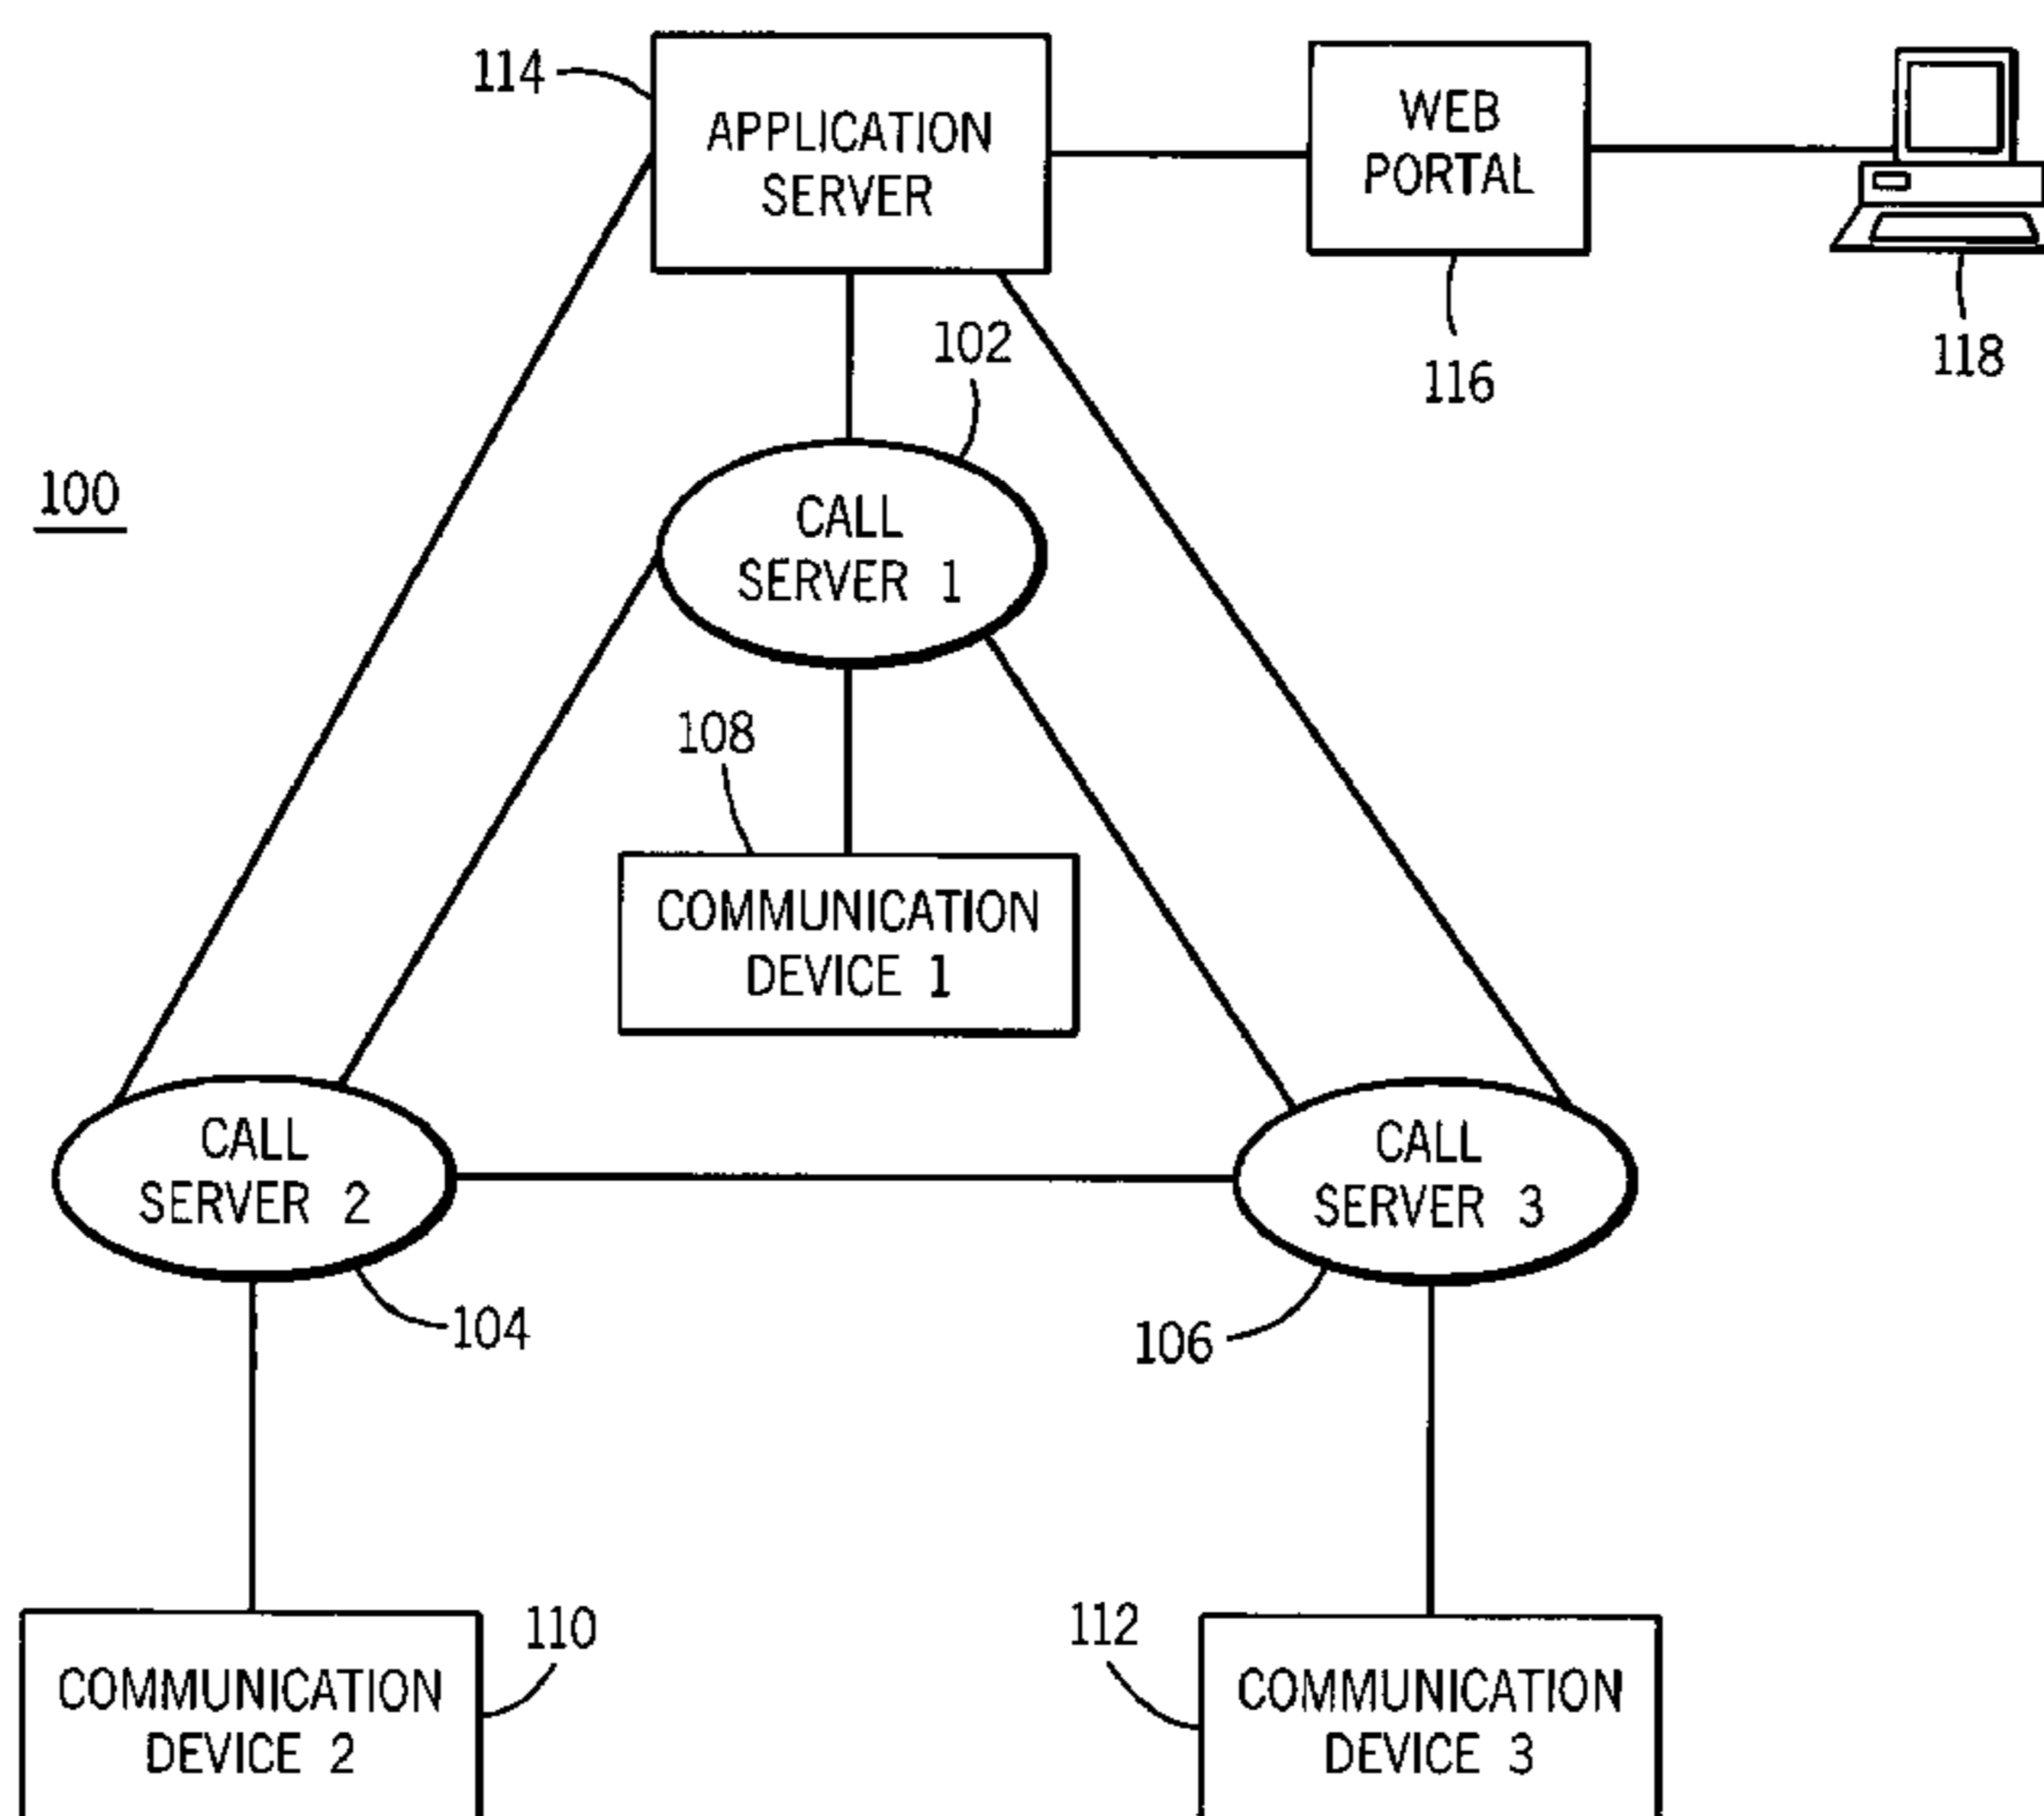 114
APPLICATION
SERVER
WEB
PORTAL
116
118
102
100
CALL
SERVER 1
108
COMMUNICATION
DEVICE 1
CALL
SERVER 2
104
CALL
SERVER 3
106
110
COMMUNICATION
DEVICE 2
112
COMMUNICATION
DEVICE 3